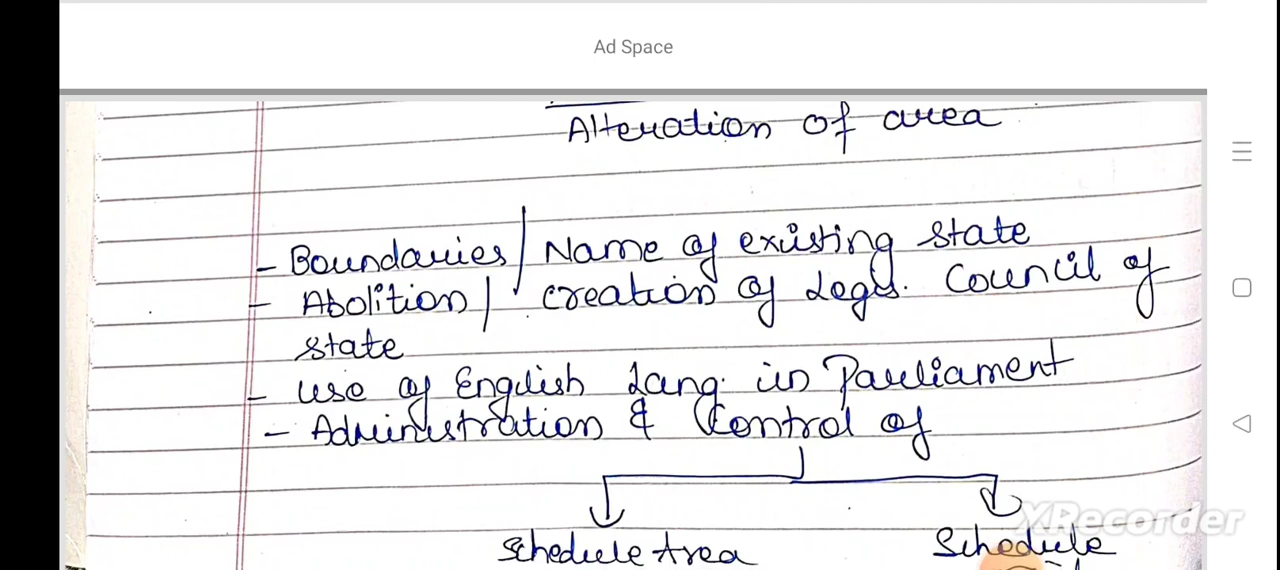 Ad Space
Alteration of area
- Boundaries / Name of existing state
- Abolition / creation of Legis. Council of
state
- use of English Lang. in Parliament
- Administration & Control of
Schedule Area
Schedule
XRecorder